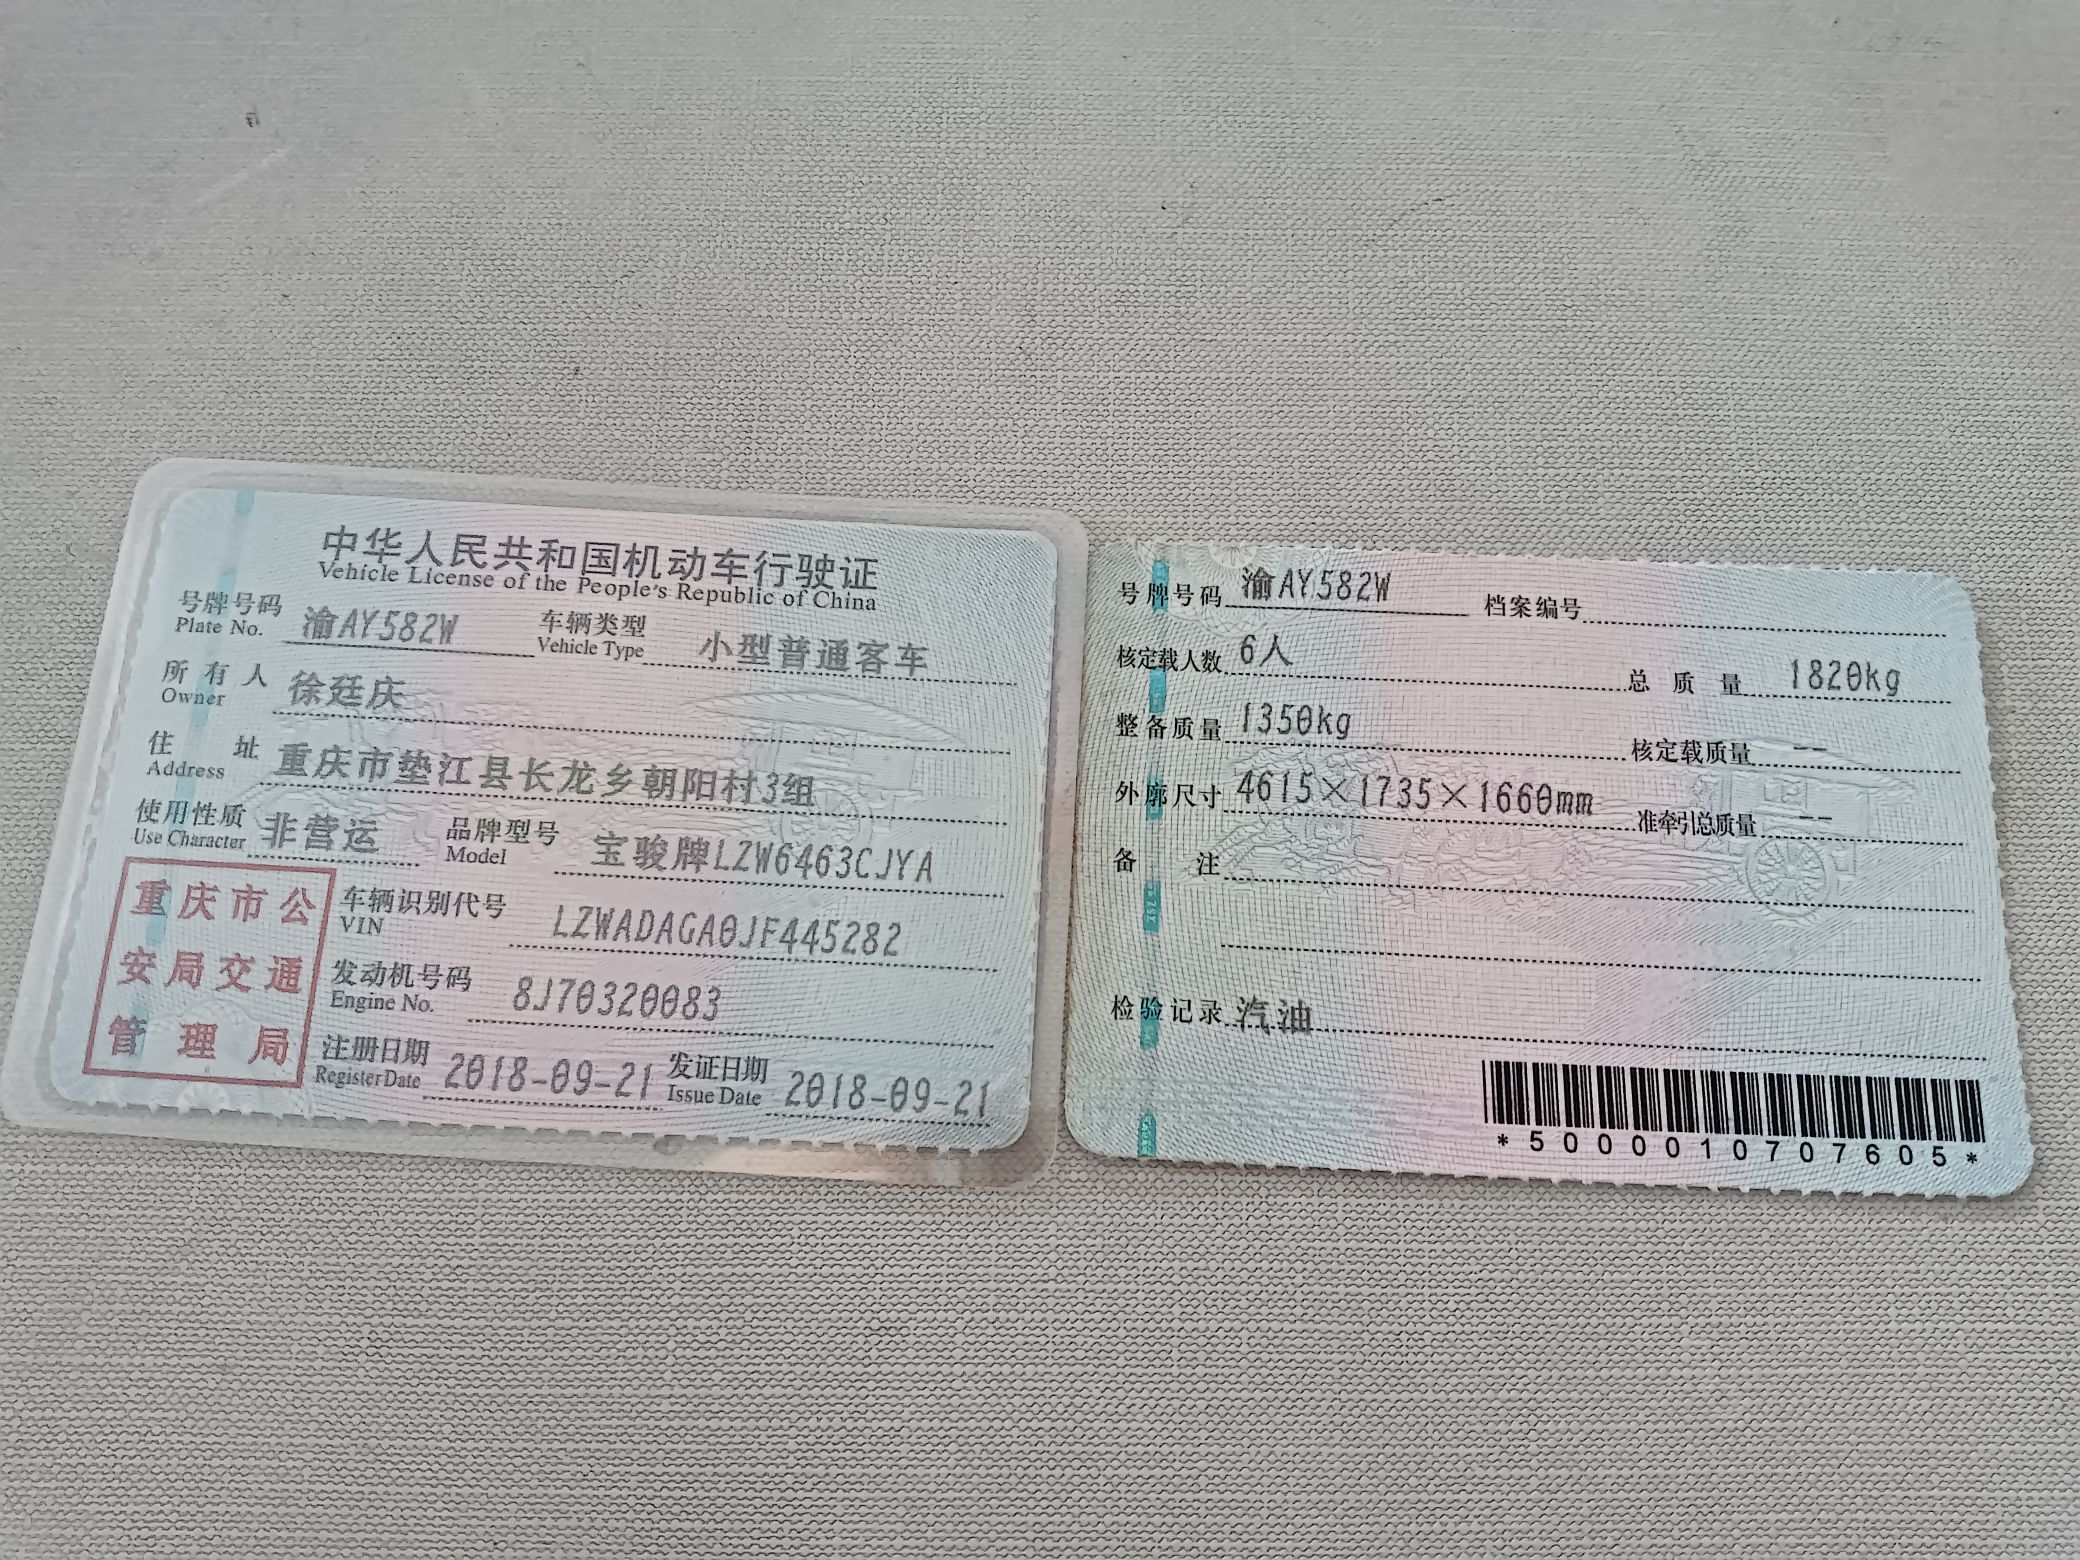 中华人民共和国机动车行驶证
Vehicle License of the People's Republic of China
号牌号码 渝AY582W 车辆类型 小型普通客车
Plate No. Vehicle Type
所有人 徐廷庆
Owner
住址 重庆市垫江县长龙乡朝阳村3组
Address
使用性质 非营运 品牌型号 宝骏牌LZW6463CJYA
Use Character Model
重庆市公
安局交通
管理局
车辆识别代号 LZWADAGA0JF445282
VIN
发动机号码 8J70320083
Engine No.
注册日期 2018-09-21 发证日期 2018-09-21
Register Date Issue Date
号牌号码 渝AY582W 档案编号
核定载人数 6人 总质量 1820kg
整备质量 1350kg 核定载质量 --
外廓尺寸 4615×1735×1660mm 准牵引总质量 --
备注
检验记录 汽油
*5000010707605*